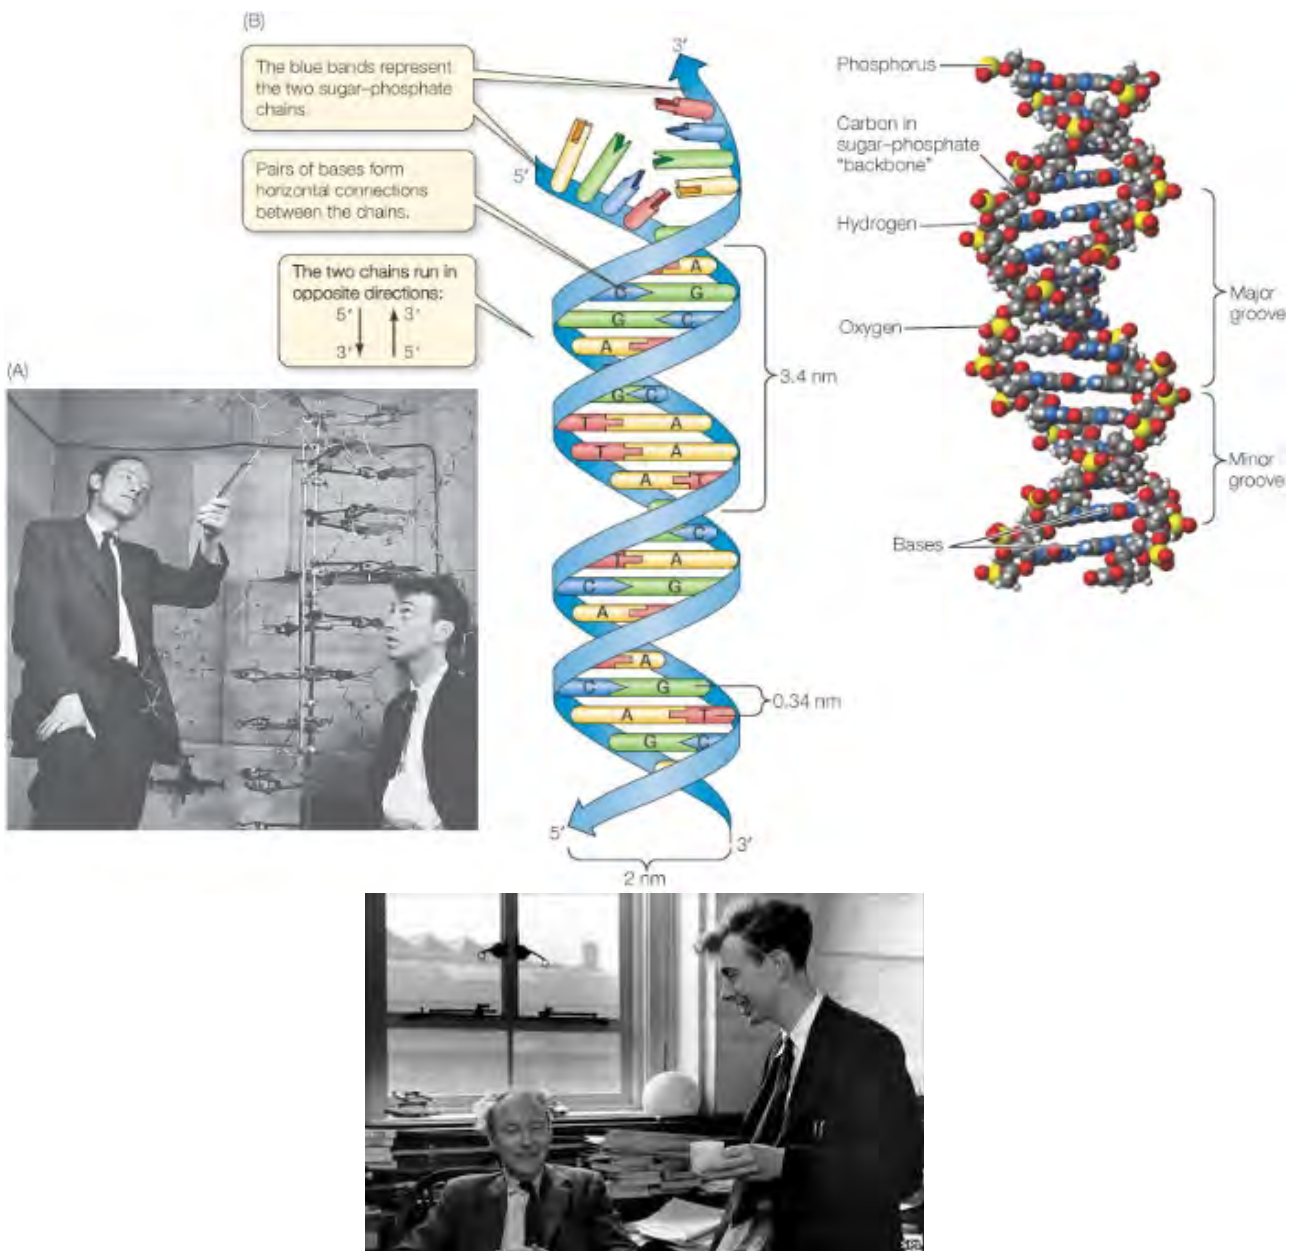 (B)
The blue bands represent
the two sugar–phosphate
chains.
Pairs of bases form
horizontal connections
between the chains.
The two chains run in
opposite directions:
5′ 3′
3′ 5′
(A)
3′
5′
A
C G
G C
A
G C
T A
T A
A T
C
T A
C G
A
A
C G
A T
G C
5′
3′
2 nm
3.4 nm
0.34 nm
Phosphorus
Carbon in
sugar–phosphate
“backbone”
Hydrogen
Oxygen
Bases
Major
groove
Minor
groove